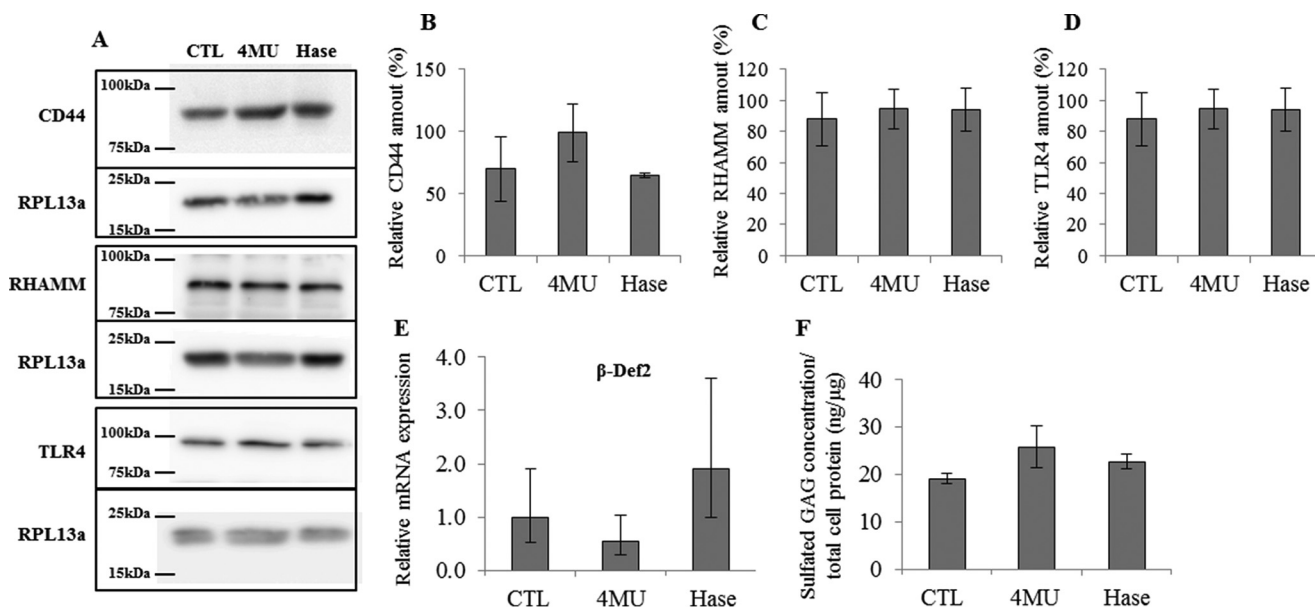 A
CTL 4MU Hase
CD44
100kDa
75kDa
RPL13a
25kDa
15kDa
RHAMM
100kDa
75kDa
RPL13a
25kDa
15kDa
TLR4
100kDa
75kDa
RPL13a
25kDa
15kDa
B
Relative CD44 amout (%)
150
100
50
0
CTL 4MU Hase
C
Relative RHAMM amout (%)
120
100
80
60
40
20
0
CTL 4MU Hase
D
Relative TLR4 amout (%)
120
100
80
60
40
20
0
CTL 4MU Hase
E
β-Def2
Relative mRNA expression
4.0
3.0
2.0
1.0
0.0
CTL 4MU Hase
F
Sulfated GAG concentration/
total cell protein (ng/µg)
40
30
20
10
0
CTL 4MU Hase